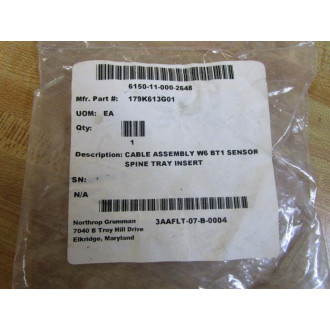 6150-11-000-2648
Mfr. Part #: 179K613G01
UOM: EA
Qty:
1
Description: CABLE ASSEMBLY W6 BT1 SENSOR
SPINE TRAY INSERT
SN:
N/A
Northrop Grumman 3AAFLT-07-B-0004
7040 B Troy Hill Drive
Elkridge, Maryland